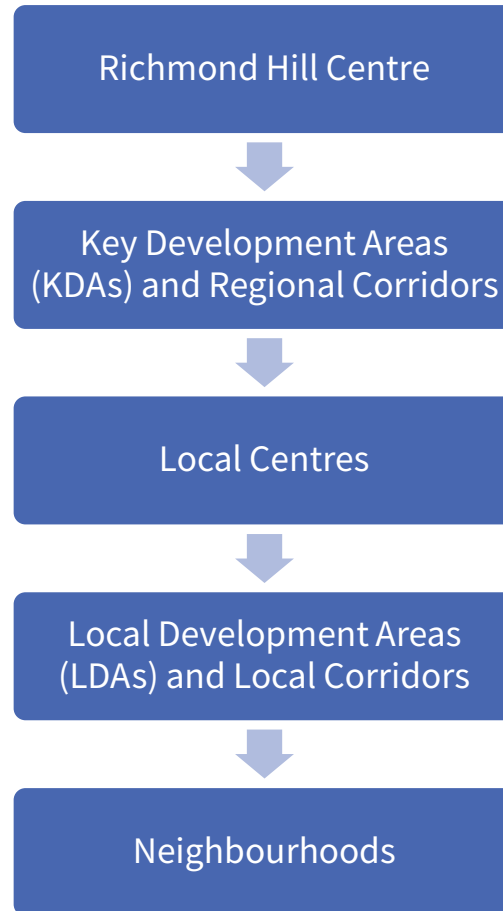 Richmond Hill Centre
Key Development Areas
(KDAs) and Regional Corridors
Local Centres
Local Development Areas
(LDAs) and Local Corridors
Neighbourhoods